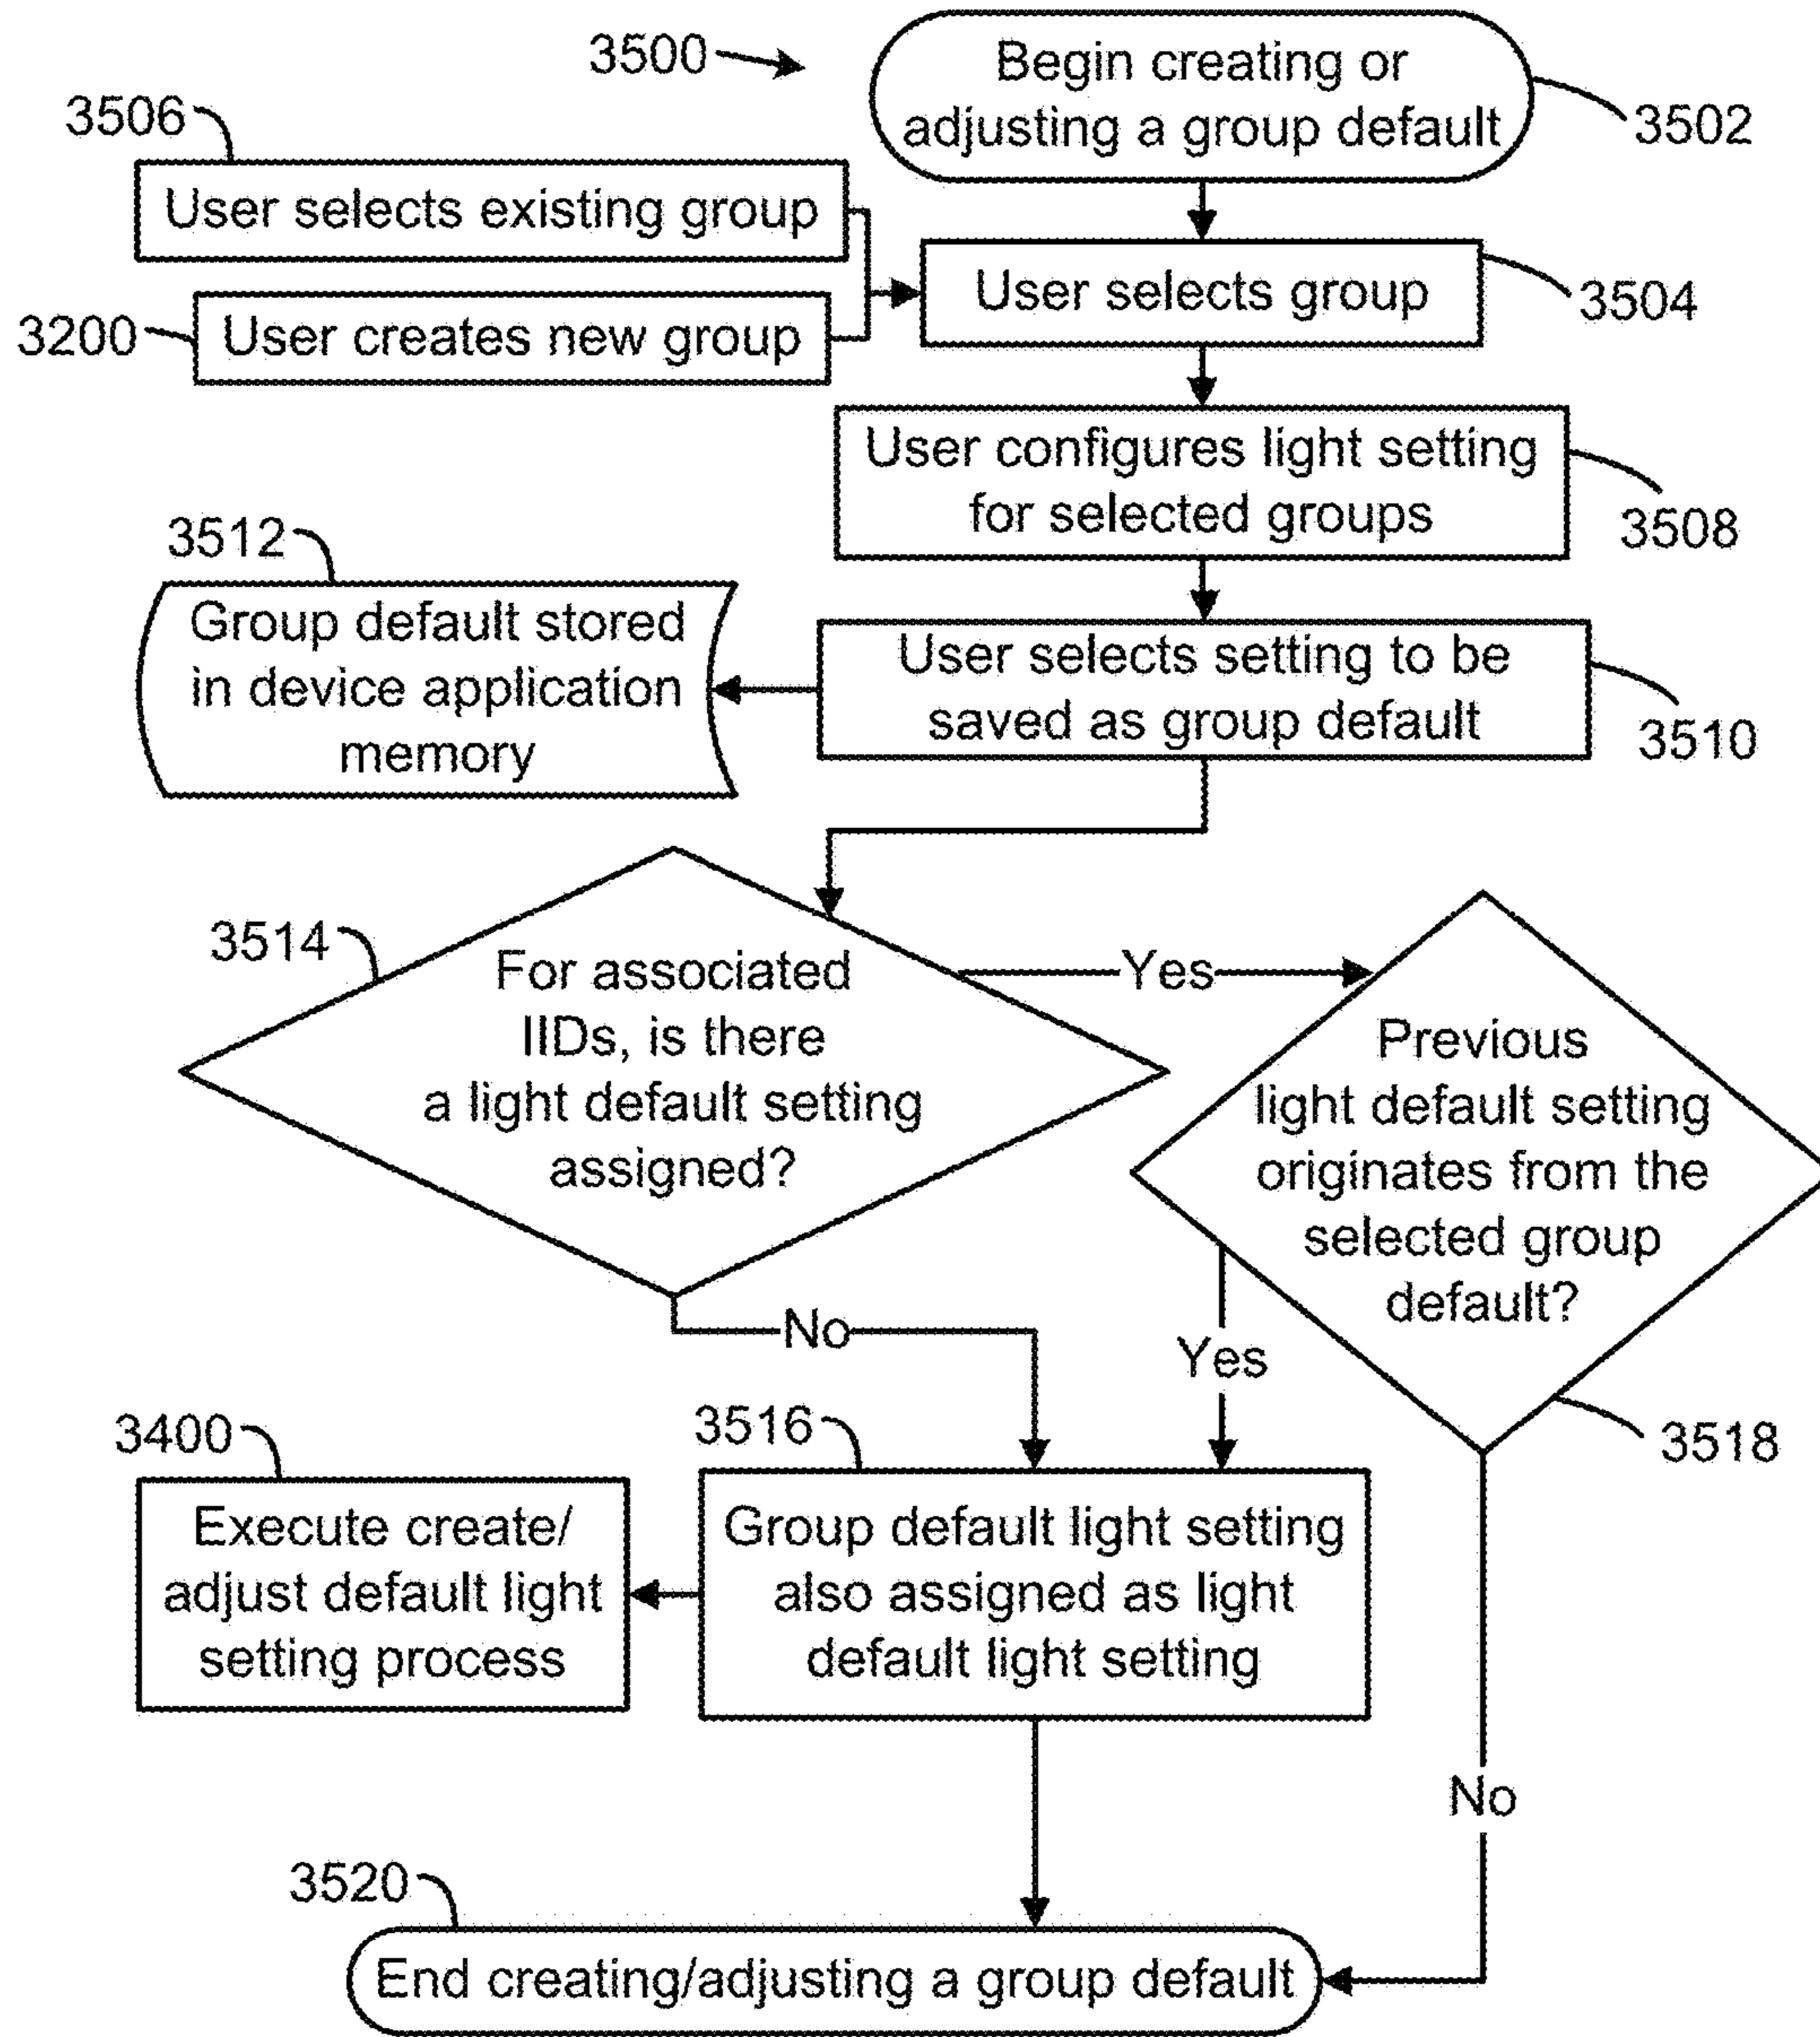 3500
Begin creating or
adjusting a group default
3502
3506
User selects existing group
User selects group
3504
3200
User creates new group
User configures light setting
for selected groups
3508
3512
Group default stored
in device application
memory
User selects setting to be
saved as group default
3510
3514
For associated
IIDs, is there
a light default setting
assigned?
Yes
Previous
light default setting
originates from the
selected group
default?
No
Yes
3518
3400
Execute create/
adjust default light
setting process
3516
Group default light setting
also assigned as light
default light setting
No
3520
End creating/adjusting a group default